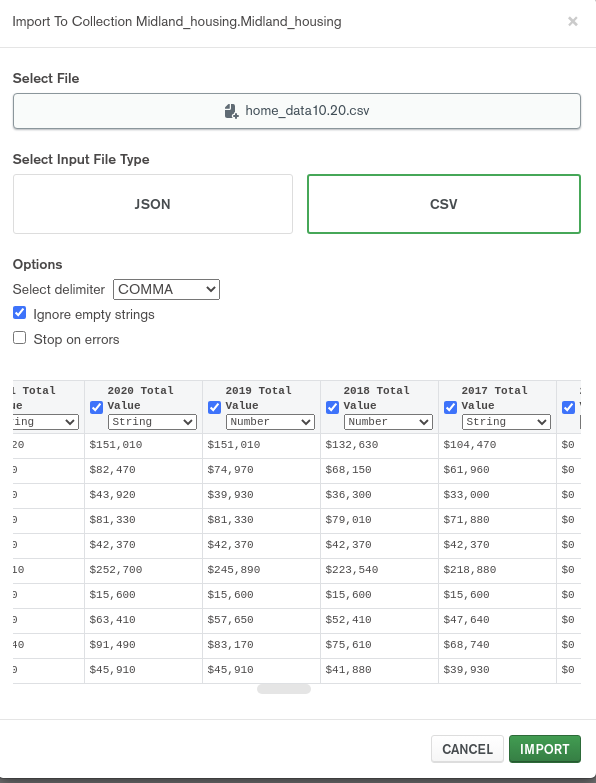 Import To Collection Midland_housing.Midland_housing
×
Select File
home_data10.20.csv
Select Input File Type
JSON CSV
Options
Select delimiter COMMA
Ignore empty strings
Stop on errors
Total 2020 Total 2019 Total 2018 Total 2017 Total
ue Value Value Value Value
ing String Number Number String
20 $151,010 $151,010 $132,630 $104,470 $0
0 $82,470 $74,970 $68,150 $61,960 $0
0 $43,920 $39,930 $36,300 $33,000 $0
0 $81,330 $81,330 $79,010 $71,880 $0
0 $42,370 $42,370 $42,370 $42,370 $0
10 $252,700 $245,890 $223,540 $218,880 $0
0 $15,600 $15,600 $15,600 $15,600 $0
0 $63,410 $57,650 $52,410 $47,640 $0
40 $91,490 $83,170 $75,610 $68,740 $0
0 $45,910 $45,910 $41,880 $39,930 $0
CANCEL IMPORT